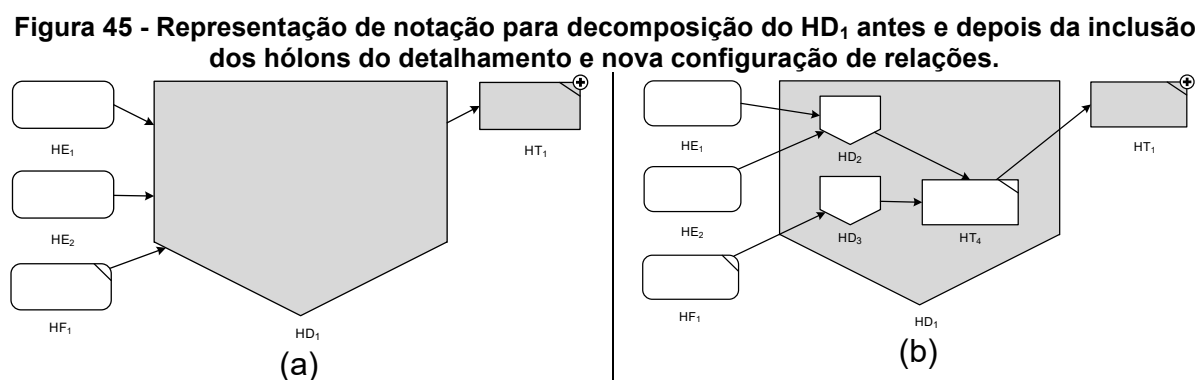 Figura 45 - Representação de notação para decomposição do HD₁ antes e depois da inclusão
dos hólons do detalhamento e nova configuração de relações.
HE₁
HT₁
HE₂
HF₁
HD₁
(a)
HE₁
HD₂
HT₁
HE₂
HD₃
HT₄
HF₁
HD₁
(b)